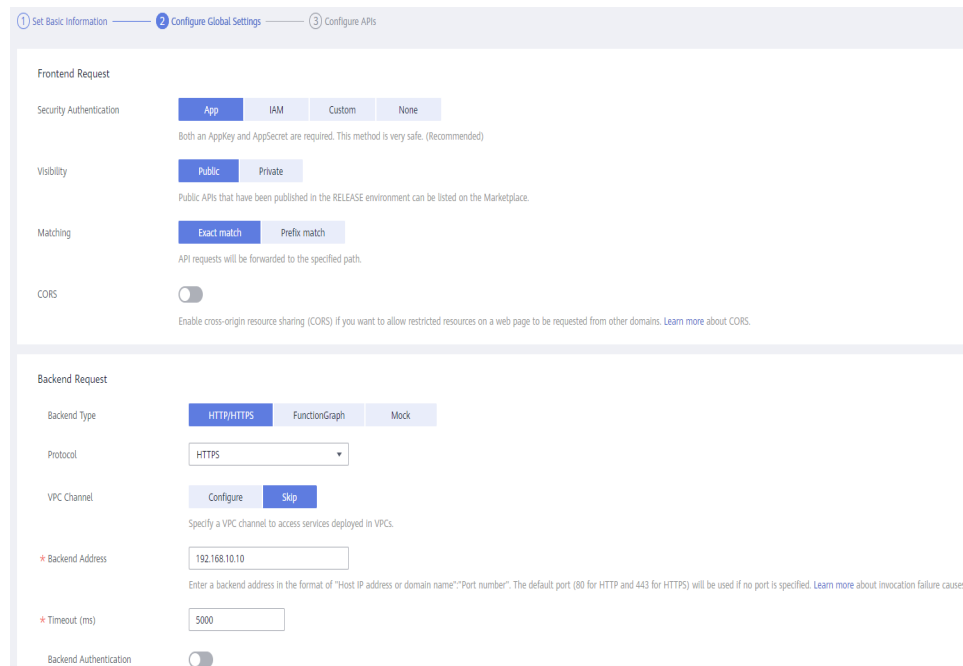 1 Set Basic Information 2 Configure Global Settings 3 Configure APIs
Frontend Request
Security Authentication App IAM Custom None
Both an AppKey and AppSecret are required. This method is very safe. (Recommended)
Visibility Public Private
Public APIs that have been published in the RELEASE environment can be listed on the Marketplace.
Matching Exact match Prefix match
API requests will be forwarded to the specified path.
CORS
Enable cross-origin resource sharing (CORS) if you want to allow restricted resources on a web page to be requested from other domains. Learn more about CORS.
Backend Request
Backend Type HTTP/HTTPS FunctionGraph Mock
Protocol HTTPS
VPC Channel Configure Skip
Specify a VPC channel to access services deployed in VPCs.
* Backend Address 192.168.10.10
Enter a backend address in the format of "Host IP address or domain name":"Port number". The default port (80 for HTTP and 443 for HTTPS) will be used if no port is specified. Learn more about invocation failure cause
* Timeout (ms) 5000
Backend Authentication